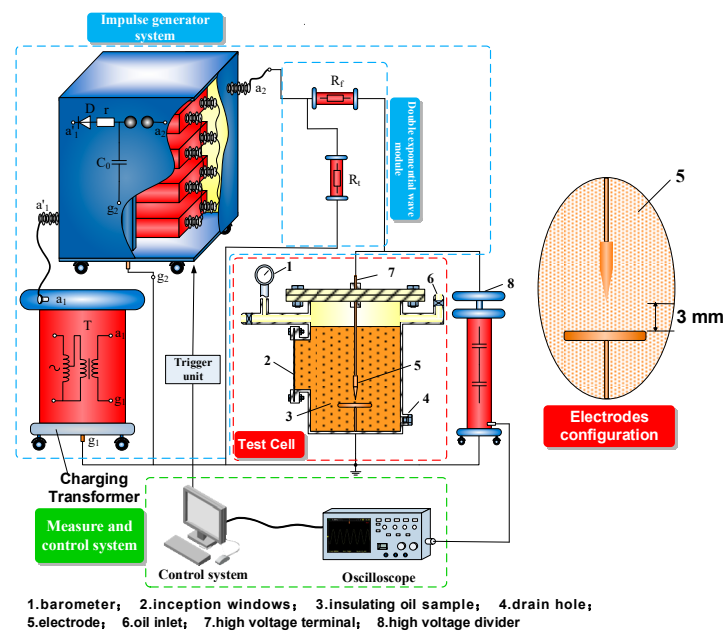 Impulse generator
system
D r
a'₁ a₂
C₀
g₂
a₂
R_f
R_t
Double exponential wave
module
a'₁
g₂
a₁
T
a₁
g₁
g₁
Charging
Transformer
Trigger
unit
1
7
6
8
2
5
3
4
Test Cell
5
3 mm
Electrodes
configuration
Measure and
control system
Control system
Oscilloscope
1.barometer; 2.inception windows; 3.insulating oil sample; 4.drain hole;
5.electrode; 6.oil inlet; 7.high voltage terminal; 8.high voltage divider